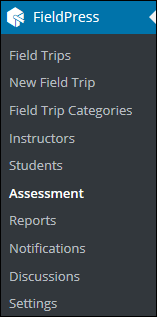 FieldPress
Field Trips
New Field Trip
Field Trip Categories
Instructors
Students
Assessment
Reports
Notifications
Discussions
Settings